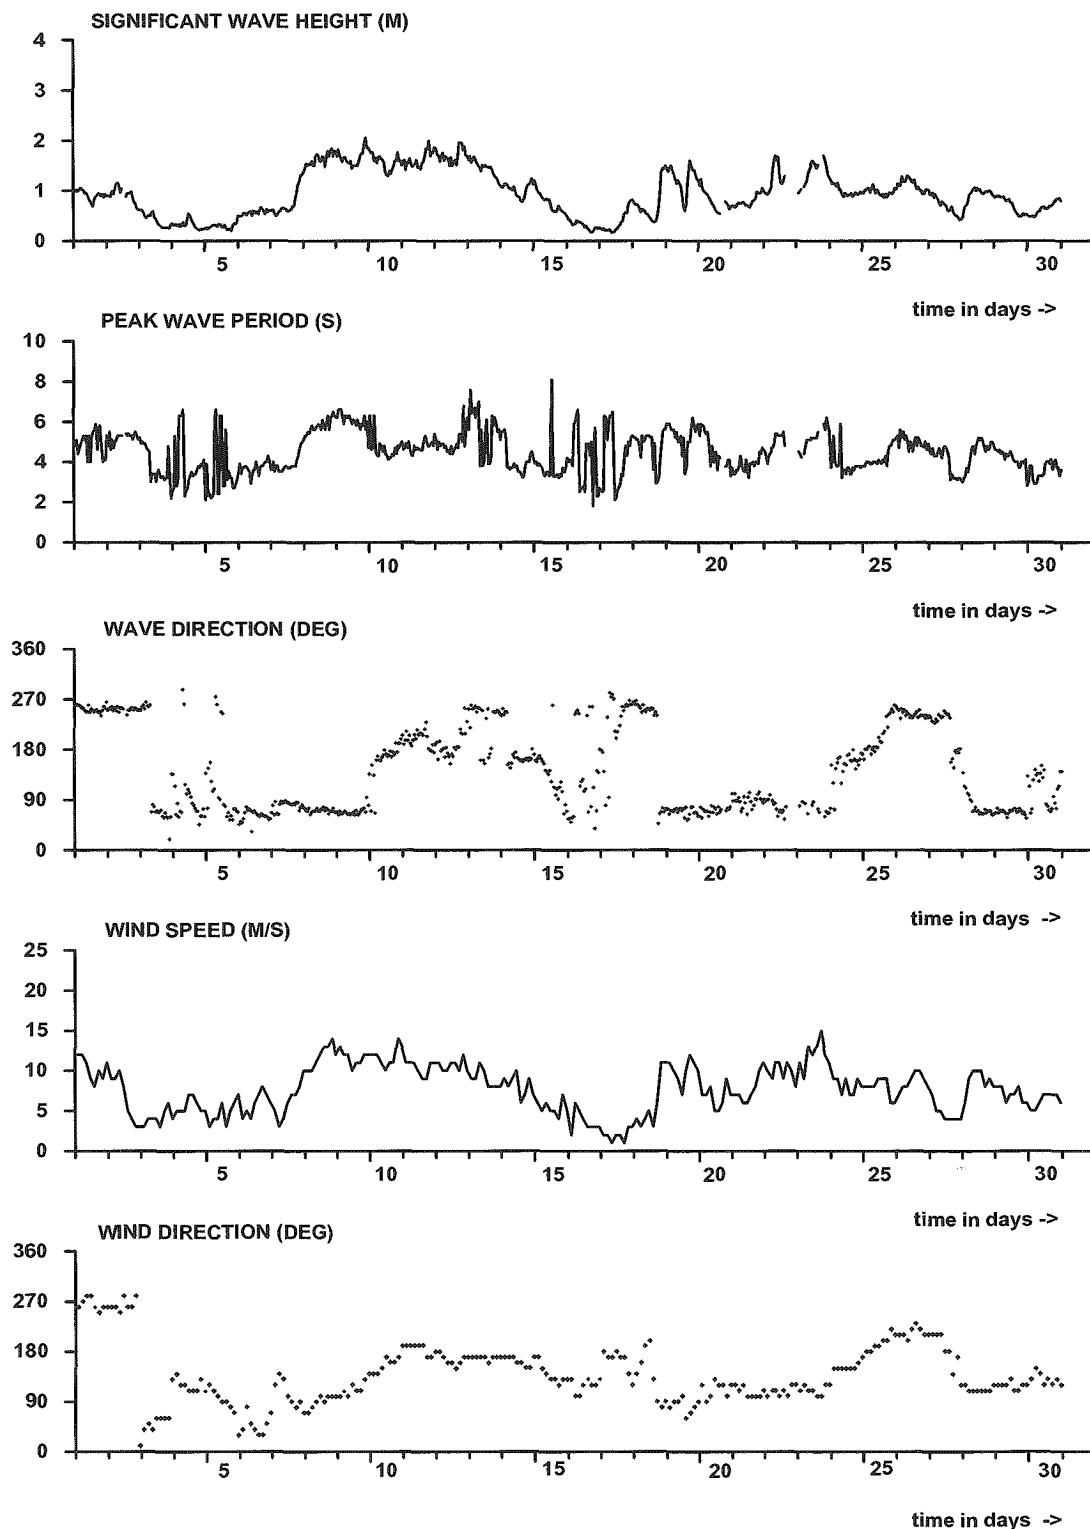 SIGNIFICANT WAVE HEIGHT (M)
4
3
2
1
0
5 10 15 20 25 30
time in days ->
PEAK WAVE PERIOD (S)
10
8
6
4
2
0
5 10 15 20 25 30
time in days ->
WAVE DIRECTION (DEG)
360
270
180
90
0
5 10 15 20 25 30
time in days ->
WIND SPEED (M/S)
25
20
15
10
5
0
5 10 15 20 25 30
time in days ->
WIND DIRECTION (DEG)
360
270
180
90
0
5 10 15 20 25 30
time in days ->